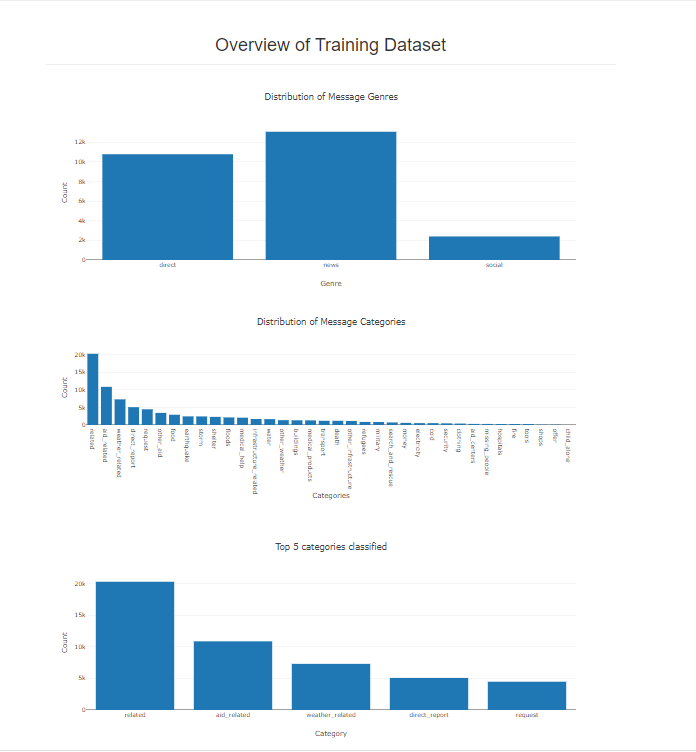 Overview of Training Dataset
Distribution of Message Genres
12k
10k
8k
6k
4k
2k
0
Count
direct
news
social
Genre
Distribution of Message Categories
20k
15k
10k
5k
0
Count
related
aid_related
weather_related
direct_report
request
other_aid
food
earthquake
storm
shelter
floods
medical_help
infrastructure_related
water
other_weather
buildings
medical_products
transport
death
other_infrastructure
refugees
military
search_and_rescue
money
electricity
cold
security
clothing
aid_centers
missing_people
hospitals
fire
tools
shops
offer
child_alone
Categories
Top 5 categories classified
20k
15k
10k
5k
0
Count
related
aid_related
weather_related
direct_report
request
Category